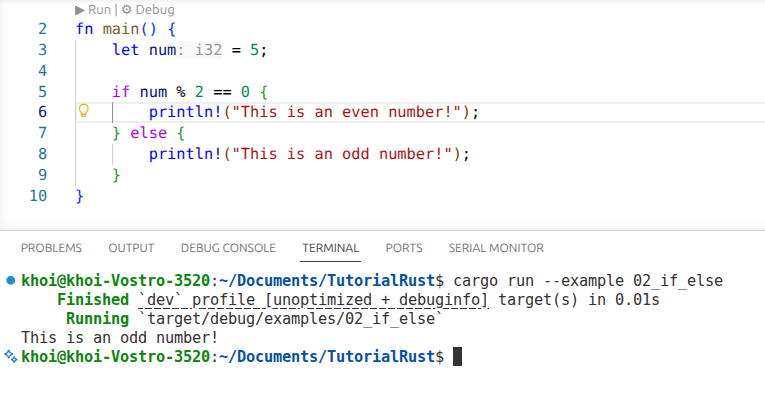 ▶ Run | ⚙ Debug
2 fn main() {
3     let num: i32 = 5;
4
5     if num % 2 == 0 {
6         println!("This is an even number!");
7     } else {
8         println!("This is an odd number!");
9     }
10 }
PROBLEMS OUTPUT DEBUG CONSOLE TERMINAL PORTS SERIAL MONITOR
khoi@khoi-Vostro-3520:~/Documents/TutorialRust$ cargo run --example 02_if_else
    Finished `dev` profile [unoptimized + debuginfo] target(s) in 0.01s
     Running `target/debug/examples/02_if_else`
This is an odd number!
khoi@khoi-Vostro-3520:~/Documents/TutorialRust$